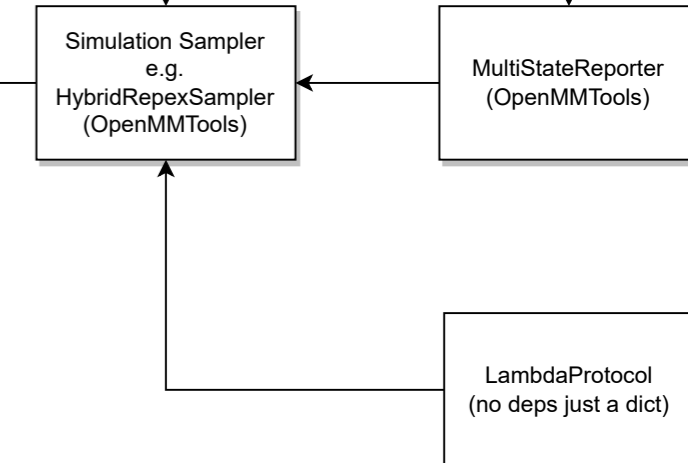 Simulation Sampler
e.g.
HybridRepexSampler
(OpenMMTools)
MultiStateReporter
(OpenMMTools)
LambdaProtocol
(no deps just a dict)